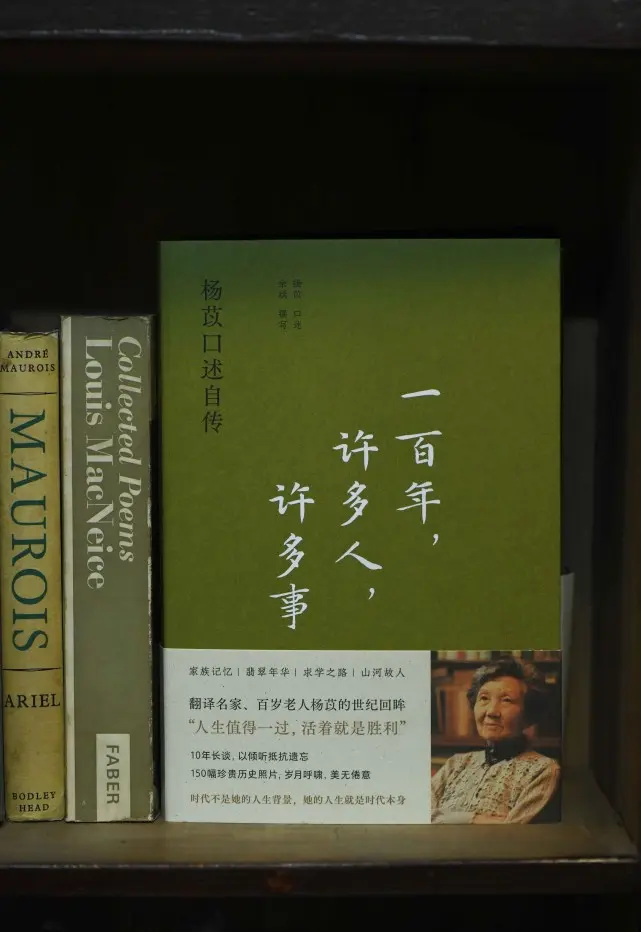 ANDRÉ
MAUROIS
MAUROIS
ARIEL
BODLEY
HEAD
Collected Poems
Louis MacNeice
FABER
杨苡口述自传
杨苡 口述
余斌 撰写
一百年，
许多人，
许多事
家族记忆 | 翡翠年华 | 求学之路 | 山河故人
翻译名家、百岁老人杨苡的世纪回眸
“人生值得一过，活着就是胜利”
10年长谈，以倾听抵抗遗忘
150幅珍贵历史照片，岁月呼啸，美无倦意
时代不是她的人生背景，她的人生就是时代本身